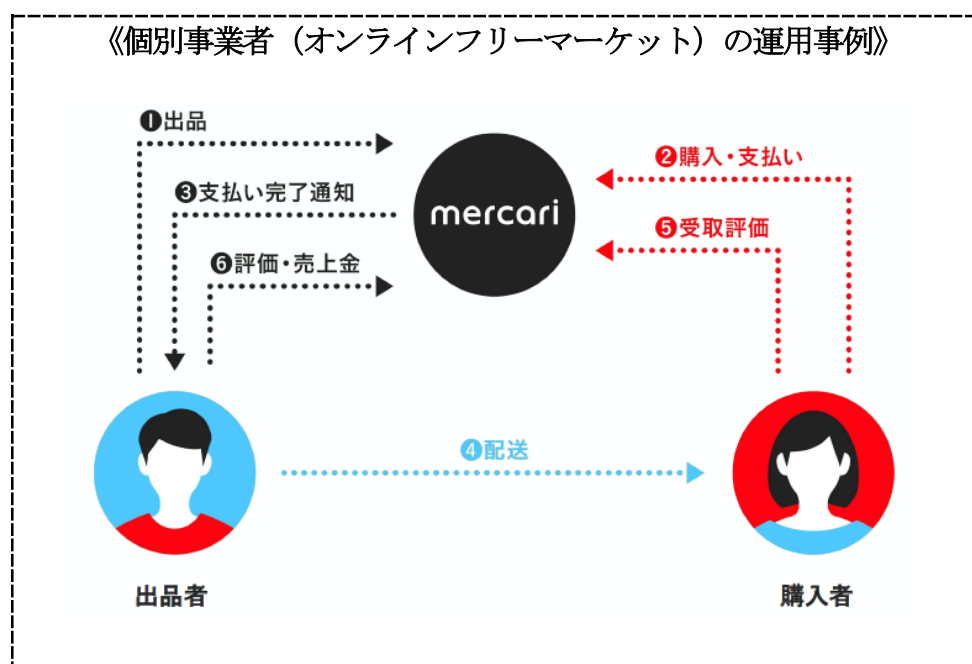 《個別事業者（オンラインフリーマーケット）の運用事例》
❶出品
❷購入・支払い
❸支払い完了通知
mercari
❺受取評価
❻評価・売上金
❹配送
出品者
購入者